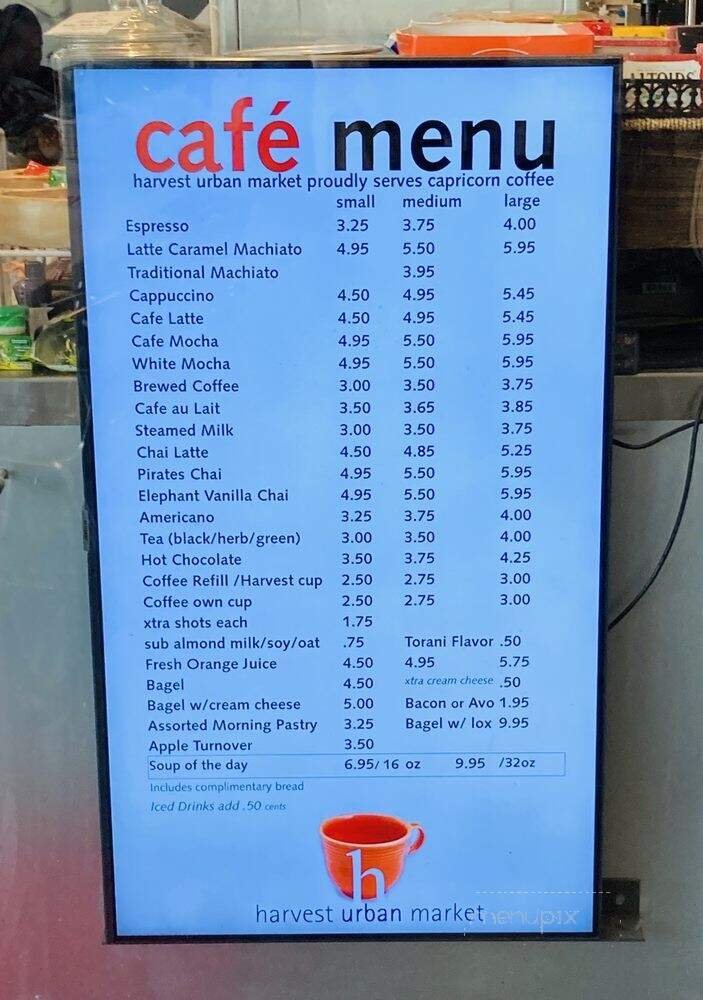 ALTOIDS
café menu
harvest urban market proudly serves capricorn coffee
small medium large
Espresso 3.25 3.75 4.00
Latte Caramel Machiato 4.95 5.50 5.95
Traditional Machiato 3.95
Cappuccino 4.50 4.95 5.45
Cafe Latte 4.50 4.95 5.45
Cafe Mocha 4.95 5.50 5.95
White Mocha 4.95 5.50 5.95
Brewed Coffee 3.00 3.50 3.75
Cafe au Lait 3.50 3.65 3.85
Steamed Milk 3.00 3.50 3.75
Chai Latte 4.50 4.85 5.25
Pirates Chai 4.95 5.50 5.95
Elephant Vanilla Chai 4.95 5.50 5.95
Americano 3.25 3.75 4.00
Tea (black/herb/green) 3.00 3.50 4.00
Hot Chocolate 3.50 3.75 4.25
Coffee Refill /Harvest cup 2.50 2.75 3.00
Coffee own cup 2.50 2.75 3.00
xtra shots each 1.75
sub almond milk/soy/oat .75 Torani Flavor .50
Fresh Orange Juice 4.50 4.95 5.75
Bagel 4.50 xtra cream cheese .50
Bagel w/cream cheese 5.00 Bacon or Avo 1.95
Assorted Morning Pastry 3.25 Bagel w/ lox 9.95
Apple Turnover 3.50
Soup of the day 6.95/ 16 oz 9.95 /32oz
Includes complimentary bread
Iced Drinks add .50 cents
h
harvest urban market
menupix